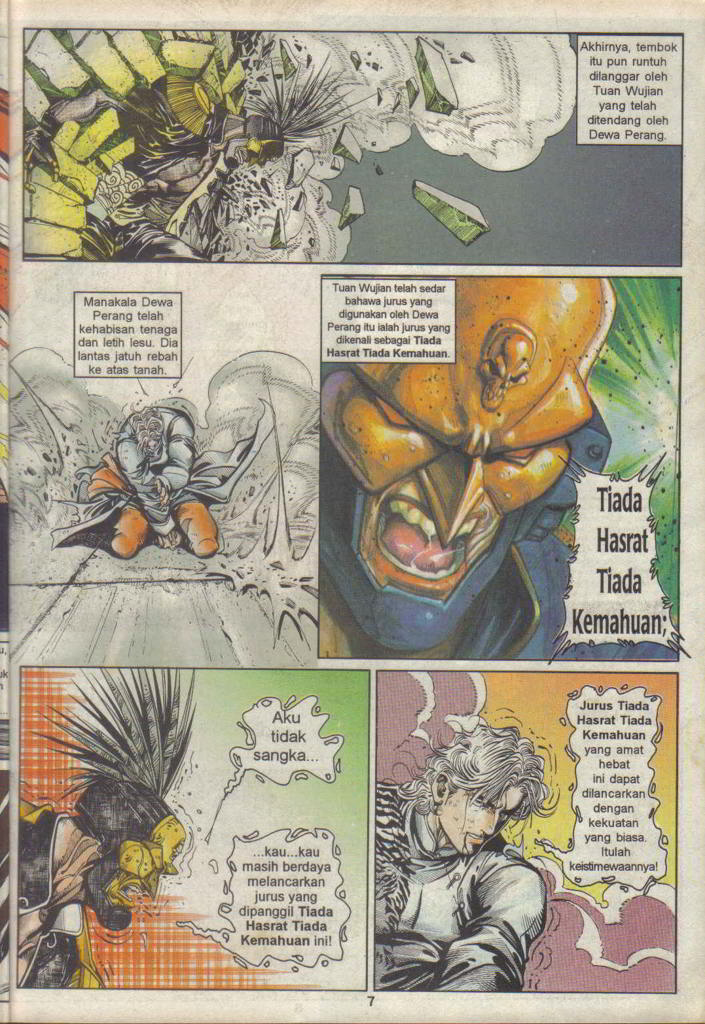 Akhirnya, tembok
itu pun runtuh
dilanggar oleh
Tuan Wujian
yang telah
ditendang oleh
Dewa Perang.
Manakala Dewa
Perang telah
kehabisan tenaga
dan letih lesu. Dia
lantas jatuh rebah
ke atas tanah.
Tuan Wujian telah sedar
bahawa jurus yang
digunakan oleh Dewa
Perang itu ialah jurus yang
dikenali sebagai Tiada
Hasrat Tiada Kemahuan.
Tiada
Hasrat
Tiada
Kemahuan;
Aku
tidak
sangka...
...kau...kau
masih berdaya
melancarkan
jurus yang
dipanggil Tiada
Hasrat Tiada
Kemahuan ini!
Jurus Tiada
Hasrat Tiada
Kemahuan
yang amat
hebat
ini dapat
dilancarkan
dengan
kekuatan
yang biasa.
Itulah
keistimewaannya!
7